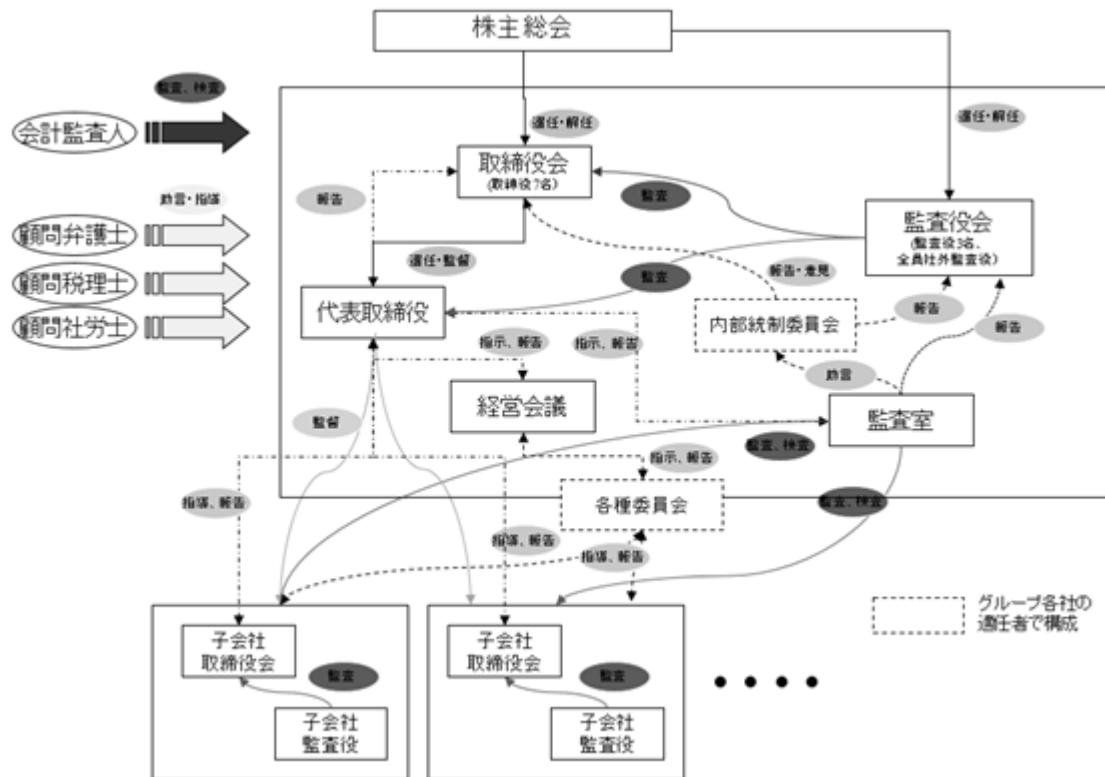 株主総会
監査、検査
会計監査人
選任・解任
選任・解任
取締役会
(取締役7名)
監査
助言・指導
報告
監査役会
(監査役3名、
全員社外監査役)
顧問弁護士
選任・監督
監査
報告・意見
顧問税理士
代表取締役
内部統制委員会
報告
報告
顧問社労士
指示、報告
指示、報告
助言
経営会議
監査室
監督
監査、検査
指示、報告
指導、報告
各種委員会
監査、検査
指導、報告
指導、報告
グループ各社の
適任者で構成
子会社
取締役会
子会社
取締役会
監査
監査
子会社
監査役
子会社
監査役